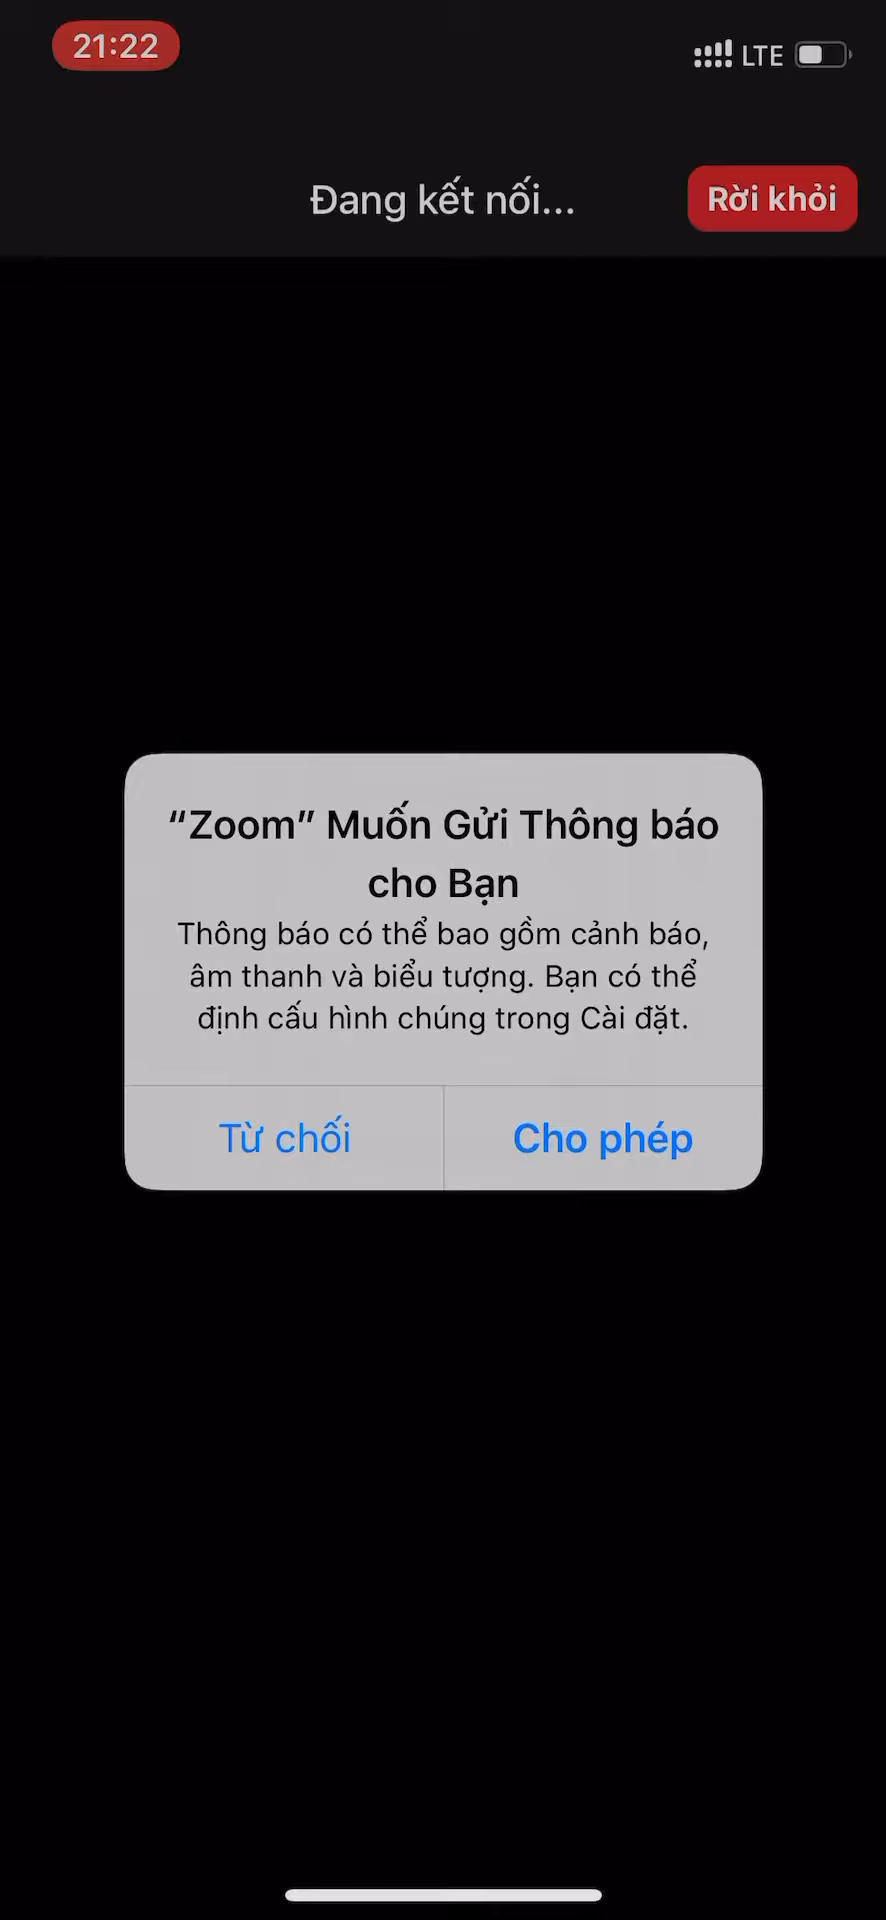 21:22
LTE
Đang kết nối...
Rời khỏi
“Zoom” Muốn Gửi Thông báo
cho Bạn
Thông báo có thể bao gồm cảnh báo,
âm thanh và biểu tượng. Bạn có thể
định cấu hình chúng trong Cài đặt.
Từ chối
Cho phép